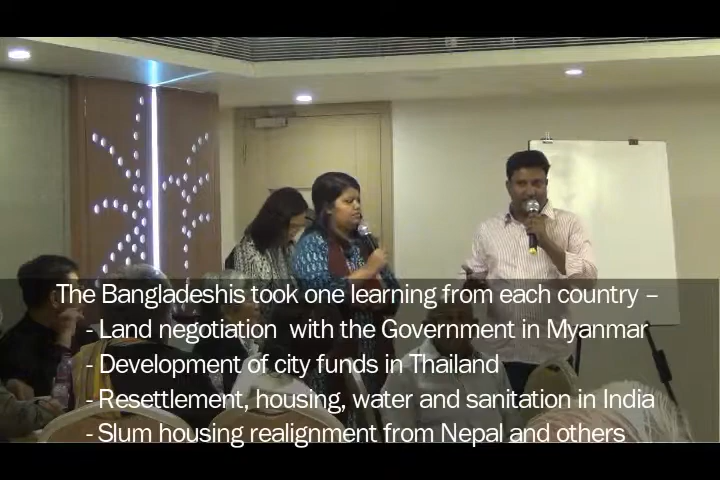 The Bangladeshis took one learning from each country –
- Land negotiation with the Government in Myanmar
- Development of city funds in Thailand
- Resettlement, housing, water and sanitation in India
- Slum housing realignment from Nepal and others